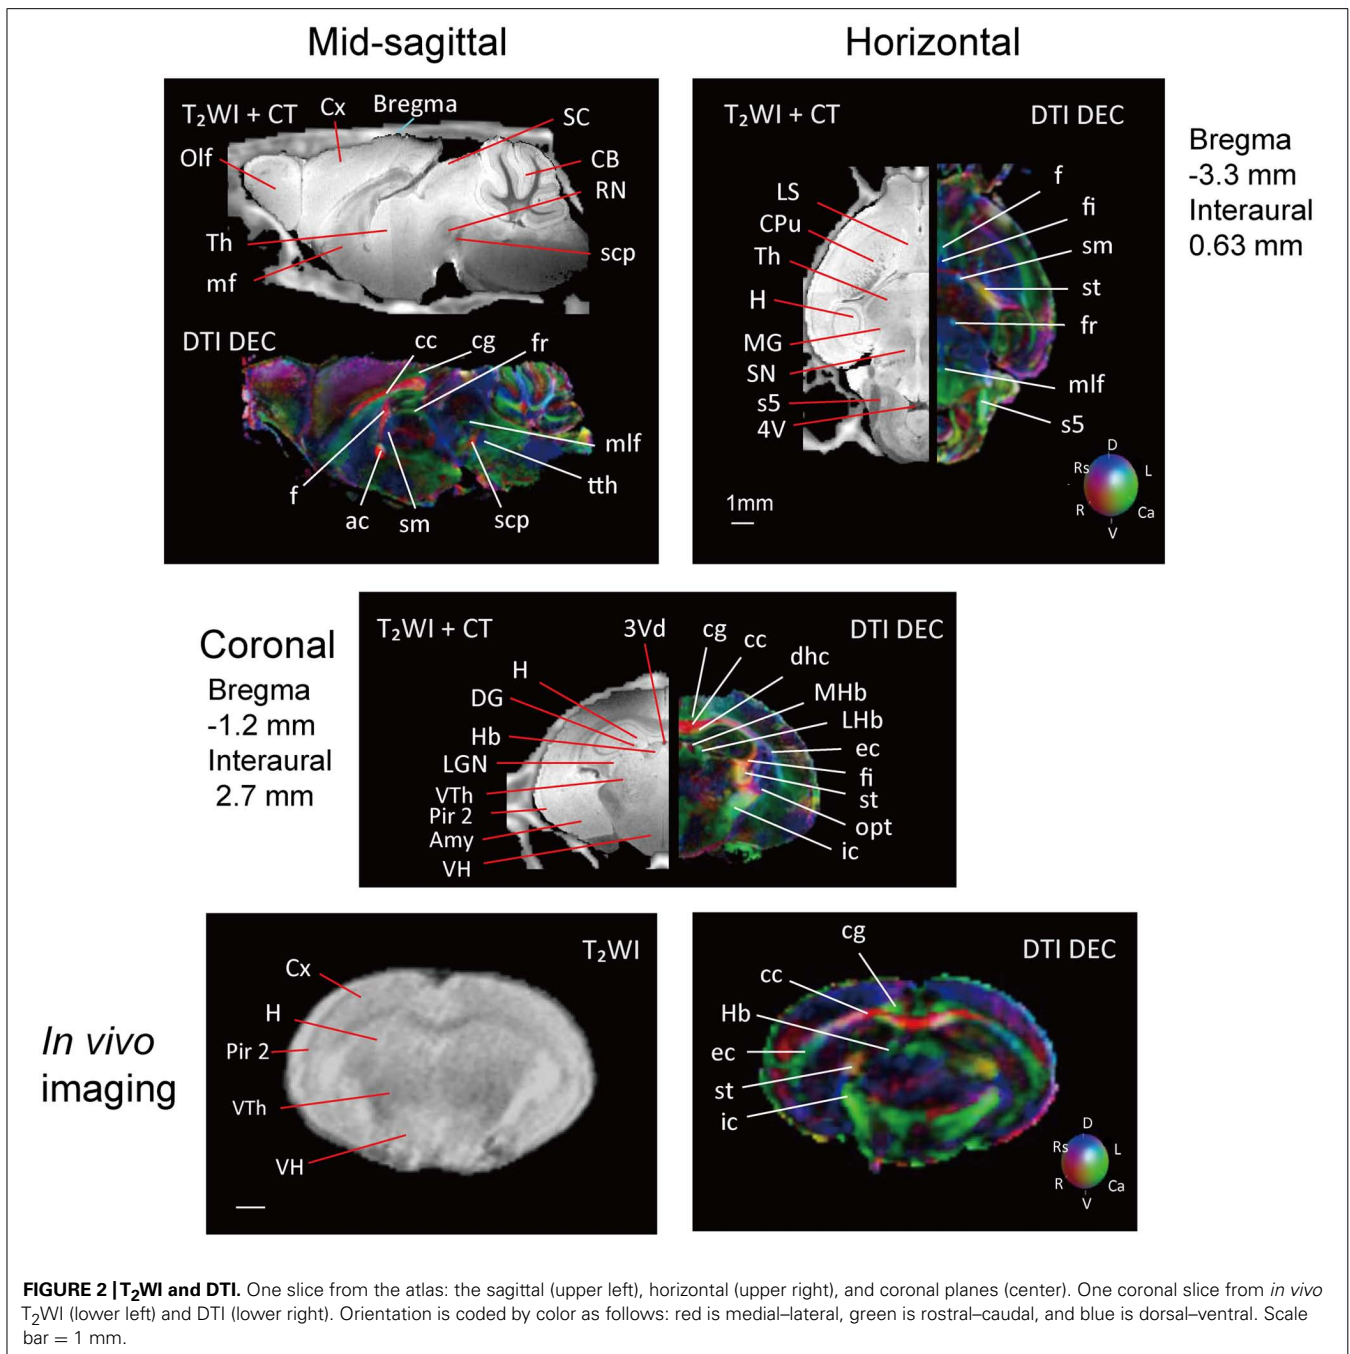 Mid-sagittal
Horizontal
T₂WI + CT
Cx
Bregma
SC
Olf
CB
RN
Th
scp
mf
DTI DEC
cc
cg
fr
mlf
tth
f
ac
sm
scp
T₂WI + CT
DTI DEC
LS
CPu
Th
H
MG
SN
s5
4V
f
fi
sm
st
fr
mlf
s5
D
Rs
L
R
Ca
V
1mm
Bregma
-3.3 mm
Interaural
0.63 mm
Coronal
Bregma
-1.2 mm
Interaural
2.7 mm
T₂WI + CT
3Vd
cg
cc
DTI DEC
H
dhc
DG
MHb
Hb
LHb
LGN
ec
VTh
fi
Pir 2
st
Amy
opt
VH
ic
In vivo
imaging
T₂WI
Cx
H
Pir 2
VTh
VH
cg
DTI DEC
cc
Hb
ec
st
ic
D
Rs
L
R
Ca
V
FIGURE 2 | T₂WI and DTI. One slice from the atlas: the sagittal (upper left), horizontal (upper right), and coronal planes (center). One coronal slice from in vivo
T₂WI (lower left) and DTI (lower right). Orientation is coded by color as follows: red is medial–lateral, green is rostral–caudal, and blue is dorsal–ventral. Scale
bar = 1 mm.